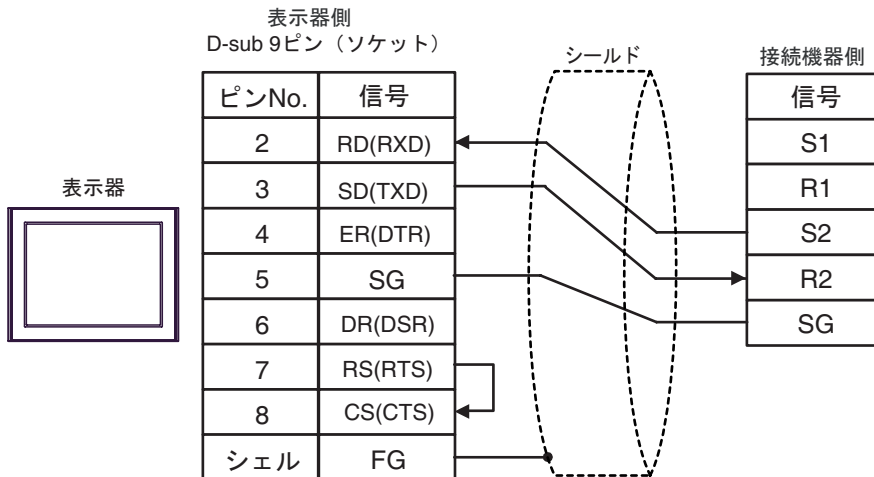 表示器側
D-sub 9ピン（ソケット）
シールド
接続機器側
ピンNo. 信号
信号
2 RD(RXD)
S1
3 SD(TXD)
R1
表示器
4 ER(DTR)
S2
5 SG
R2
6 DR(DSR)
SG
7 RS(RTS)
8 CS(CTS)
シェル FG